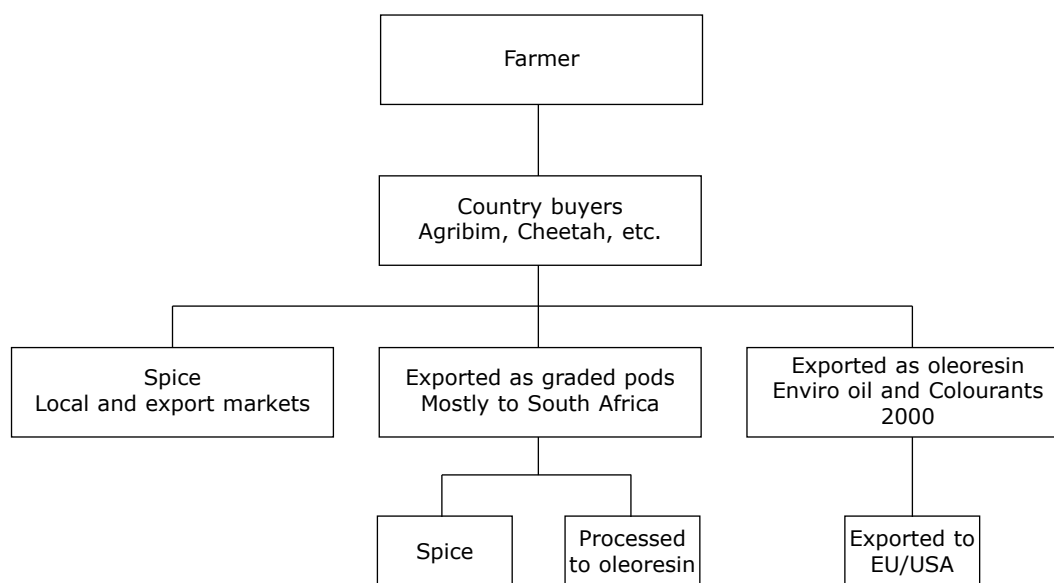 Farmer
Country buyers
Agribim, Cheetah, etc.
Spice
Local and export markets
Exported as graded pods
Mostly to South Africa
Exported as oleoresin
Enviro oil and Colourants
2000
Spice
Processed
to oleoresin
Exported to
EU/USA